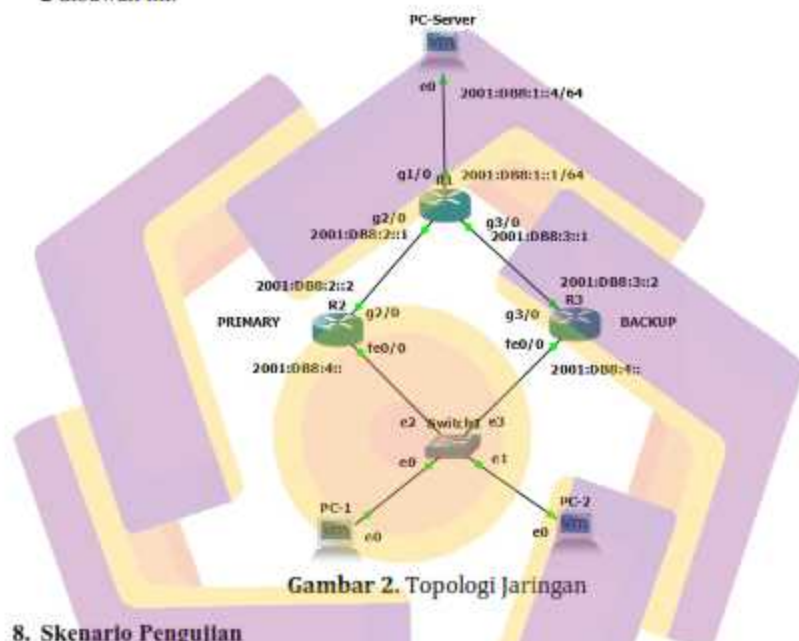 PC-Server
e0
2001:DB8:1::4/64
g1/0 R1 2001:DB8:1::1/64
g2/0 g3/0
2001:DB8:2::1 2001:DB8:3::1
2001:DB8:2::2 2001:DB8:3::2
R2 R3
PRIMARY g2/0 g3/0 BACKUP
fe0/0 fe0/0
2001:DB8:4:: 2001:DB8:4::
e2 Switch1 e3
e0 e1
PC-1 PC-2
e0 e0
Gambar 2. Topologi Jaringan
8. Skenario Pengujian